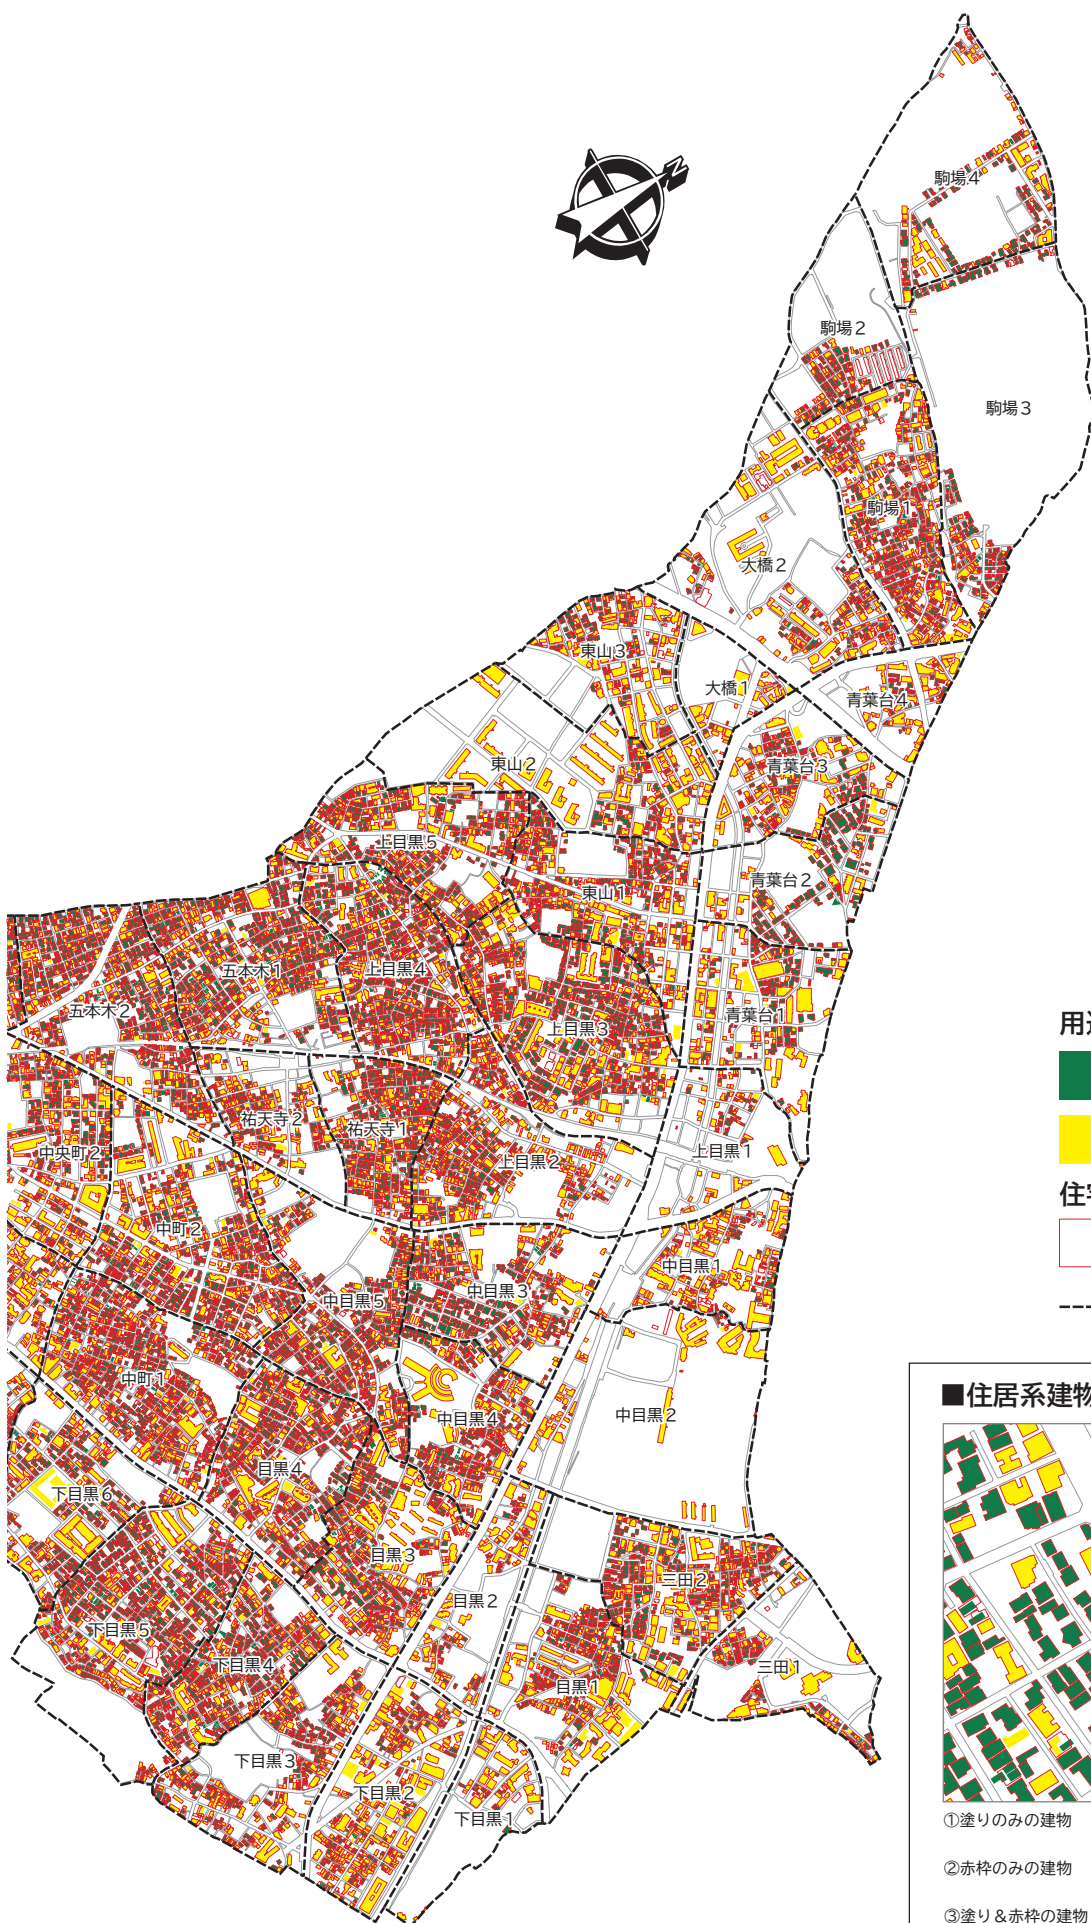 N
駒場4
駒場2
駒場3
駒場1
大橋2
東山3
大橋1
青葉台4
東山2
青葉台3
上目黒5
青葉台2
東山1
五本木1
上目黒4
五本木2
青葉台1
上目黒3
用途
祐天寺2
祐天寺1
中央町2
上目黒2
上目黒1
住宅
中町2
中目黒1
中目黒3
中目黒5
中町1
■住居系建物
中目黒4
中目黒2
目黒4
下目黒6
目黒3
三田2
目黒2
下目黒5
下目黒4
三田1
目黒1
下目黒3
下目黒2
下目黒1
①塗りのみの建物
②赤枠のみの建物
③塗り＆赤枠の建物